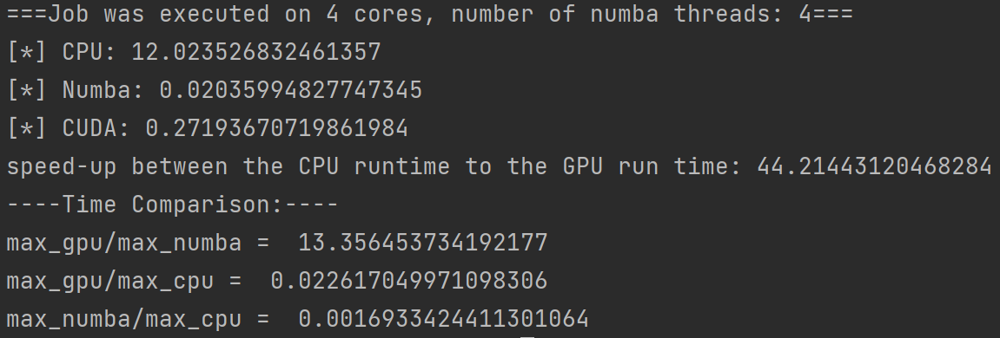 ===Job was executed on 4 cores, number of numba threads: 4===
[*] CPU: 12.023526832461357
[*] Numba: 0.02035994827747345
[*] CUDA: 0.27193670719861984
speed-up between the CPU runtime to the GPU run time: 44.21443120468284
----Time Comparison:----
max_gpu/max_numba =  13.356453734192177
max_gpu/max_cpu =  0.022617049971098306
max_numba/max_cpu =  0.0016933424411301064